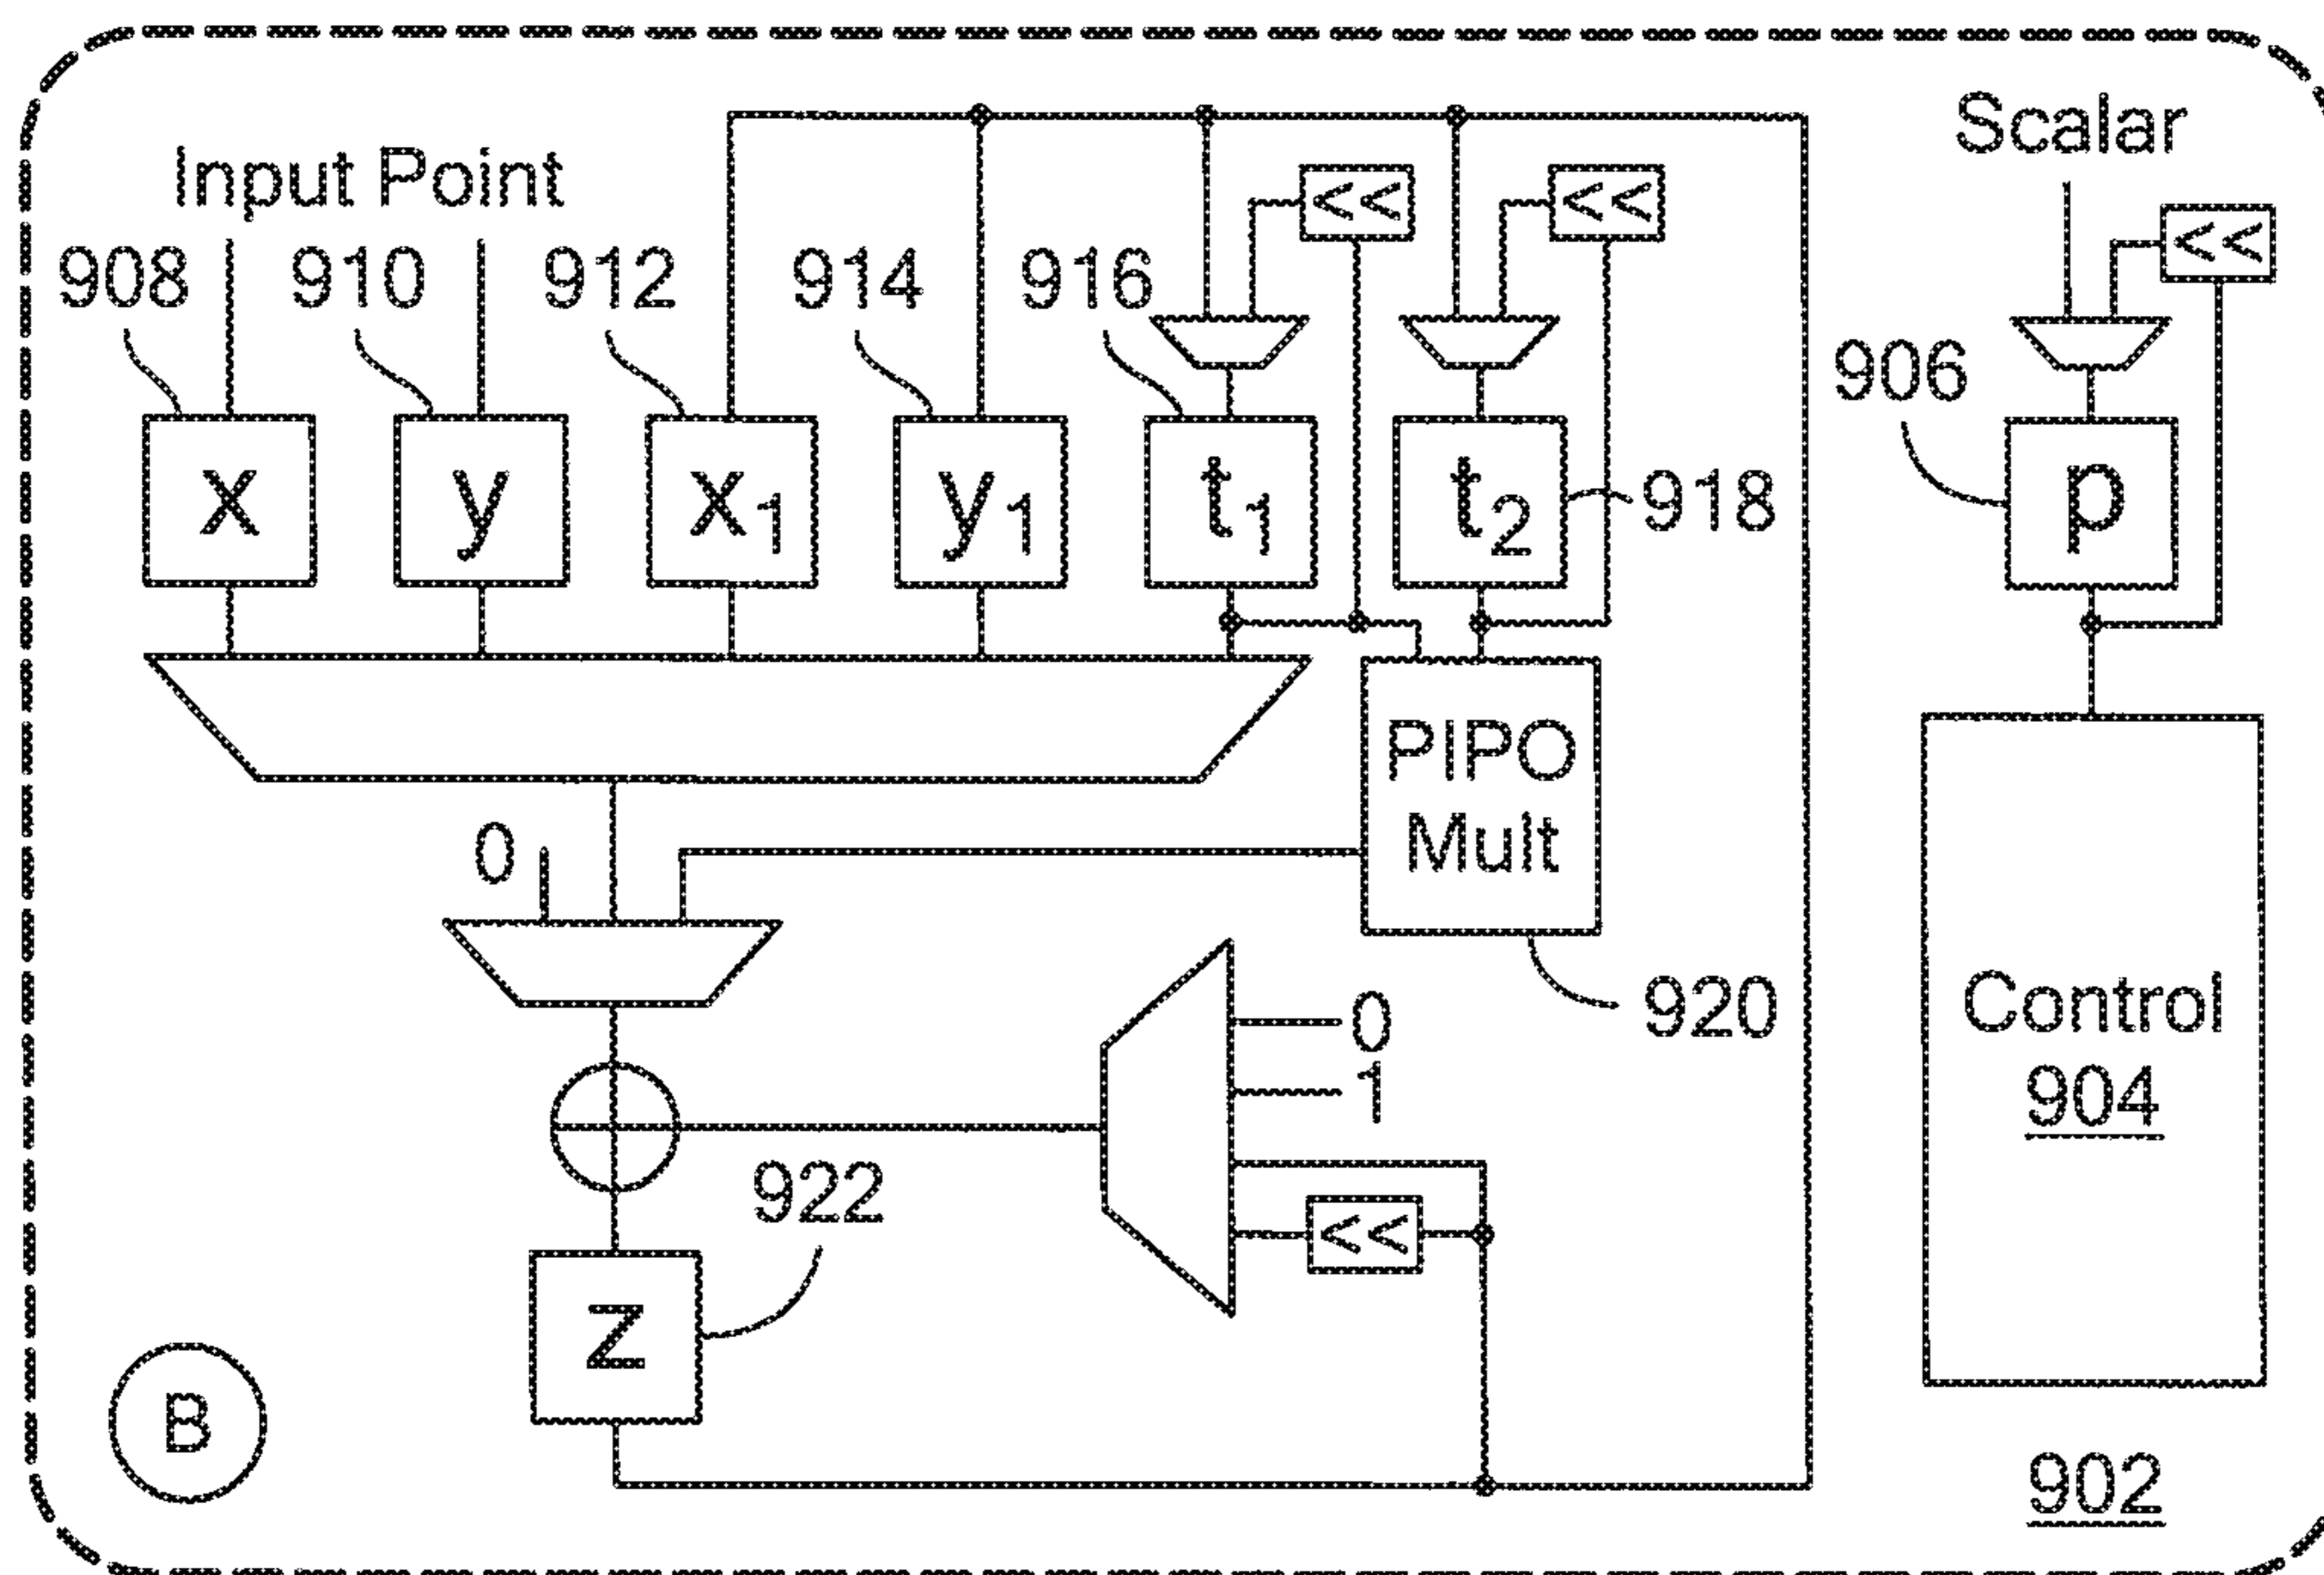 Scalar
Input Point
<< << <<
908 910 912 914 916
906
x y x1 y1 t1 t2 918 p
PIPO
Mult
0
920
0
1
Control
904
922
<<
z
B
902